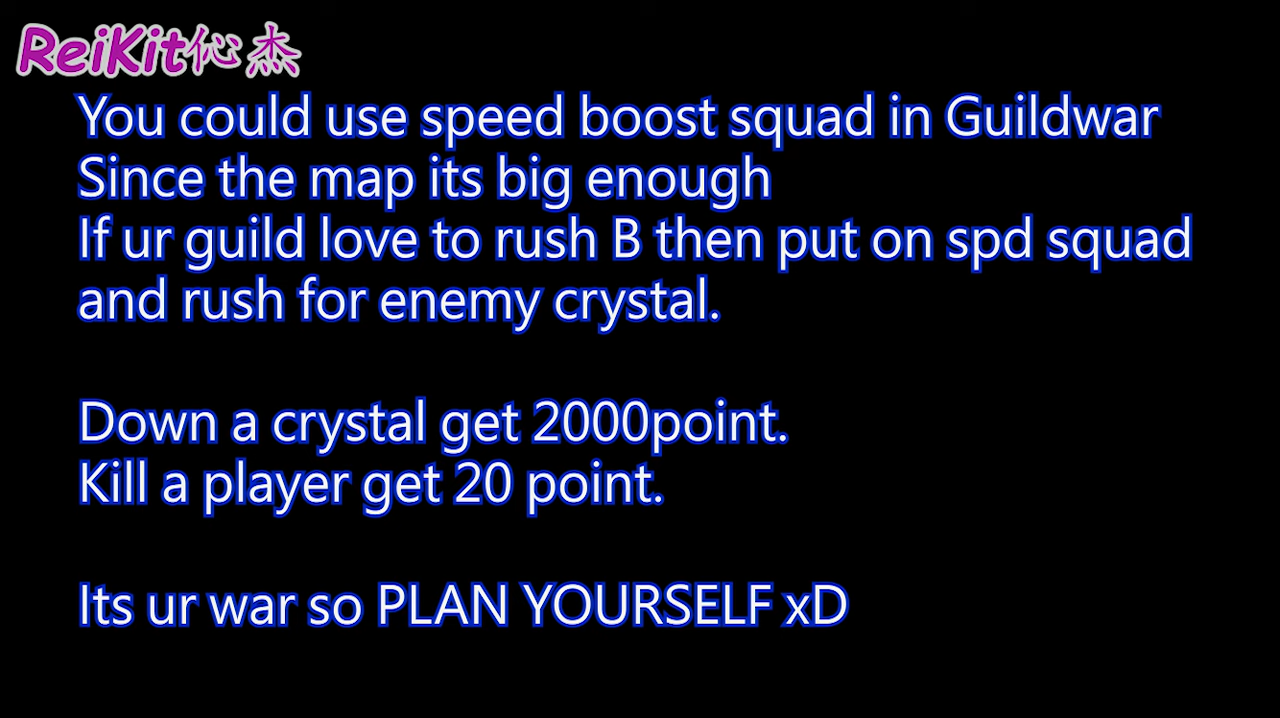 ReiKit伈杰
You could use speed boost squad in Guildwar
Since the map its big enough
If ur guild love to rush B then put on spd squad
and rush for enemy crystal.
Down a crystal get 2000point.
Kill a player get 20 point.
Its ur war so PLAN YOURSELF xD